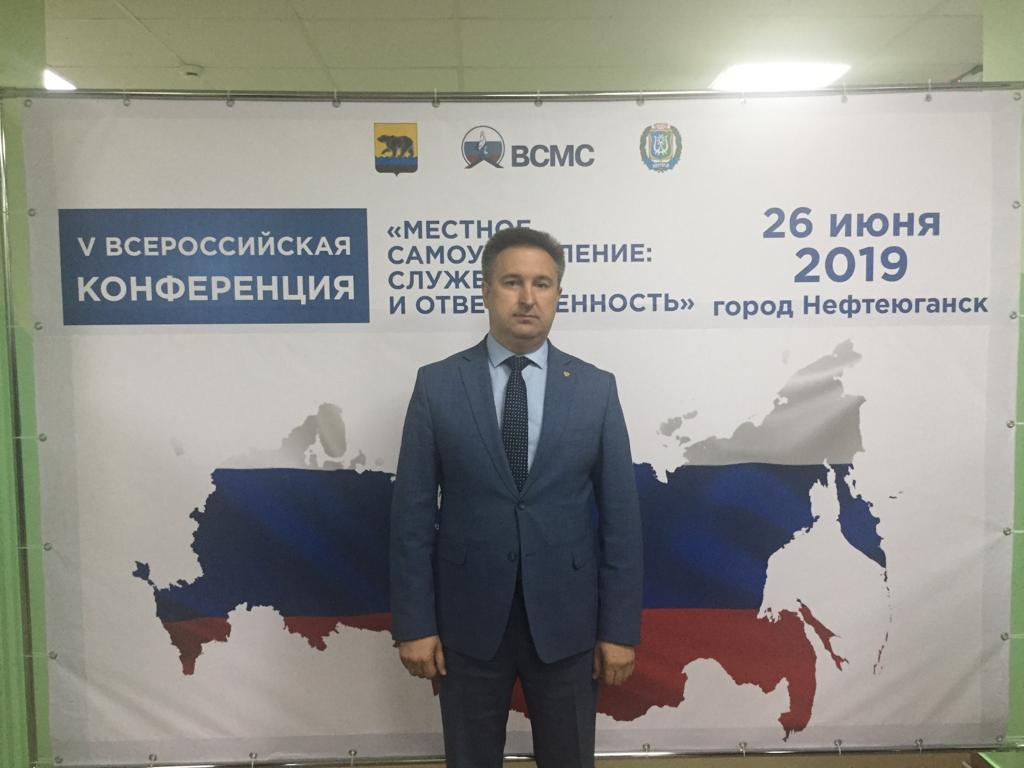 ВСМС
V ВСЕРОССИЙСКАЯ
КОНФЕРЕНЦИЯ
«МЕСТНОЕ
И
26 июня
2019
город Нефтеюганск